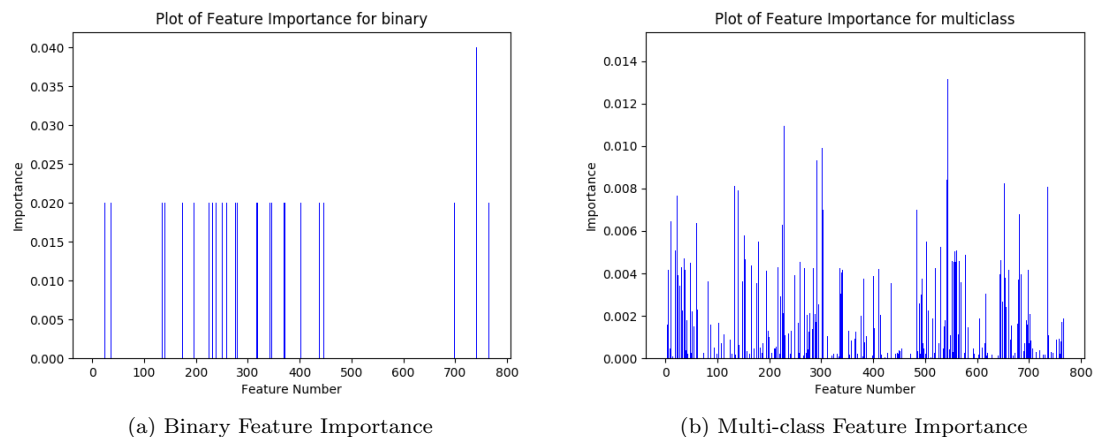 Plot of Feature Importance for binary
0.040
0.035
0.030
0.025
0.020
0.015
0.010
0.005
0.000
Importance
0 100 200 300 400 500 600 700 800
Feature Number
(a) Binary Feature Importance
Plot of Feature Importance for multiclass
0.014
0.012
0.010
0.008
0.006
0.004
0.002
0.000
Importance
0 100 200 300 400 500 600 700 800
Feature Number
(b) Multi-class Feature Importance